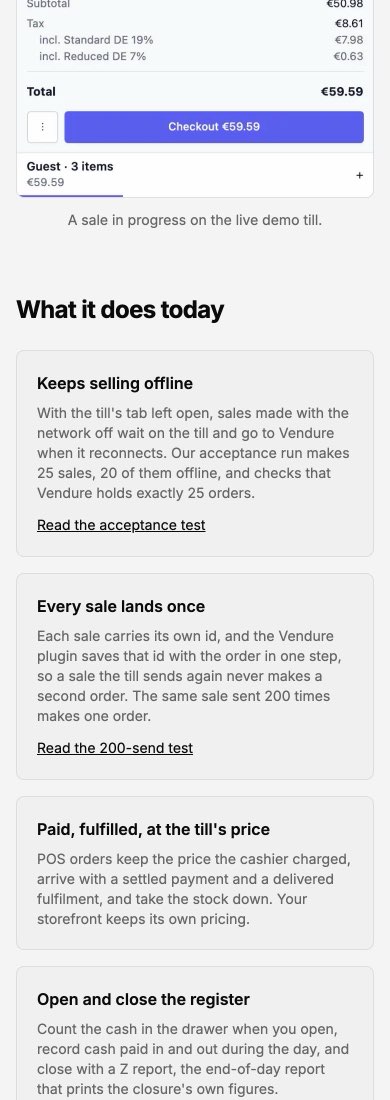 Subtotal €50.98
Tax €8.61
incl. Standard DE 19% €7.98
incl. Reduced DE 7% €0.63
Total €59.59
⋮ Checkout €59.59
Guest · 3 items
€59.59
+
A sale in progress on the live demo till.
What it does today
Keeps selling offline
With the till's tab left open, sales made with the
network off wait on the till and go to Vendure
when it reconnects. Our acceptance run makes
25 sales, 20 of them offline, and checks that
Vendure holds exactly 25 orders.
Read the acceptance test
Every sale lands once
Each sale carries its own id, and the Vendure
plugin saves that id with the order in one step,
so a sale the till sends again never makes a
second order. The same sale sent 200 times
makes one order.
Read the 200-send test
Paid, fulfilled, at the till's price
POS orders keep the price the cashier charged,
arrive with a settled payment and a delivered
fulfilment, and take the stock down. Your
storefront keeps its own pricing.
Open and close the register
Count the cash in the drawer when you open,
record cash paid in and out during the day, and
close with a Z report, the end-of-day report
that prints the closure's own figures.